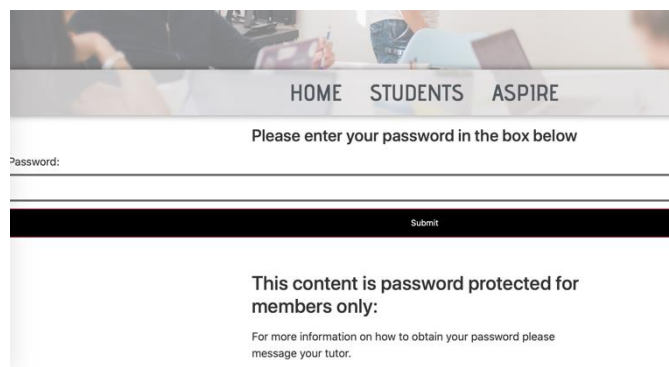 HOME STUDENTS ASPIRE
Please enter your password in the box below
Password:
Submit
This content is password protected for
members only:
For more information on how to obtain your password please
message your tutor.